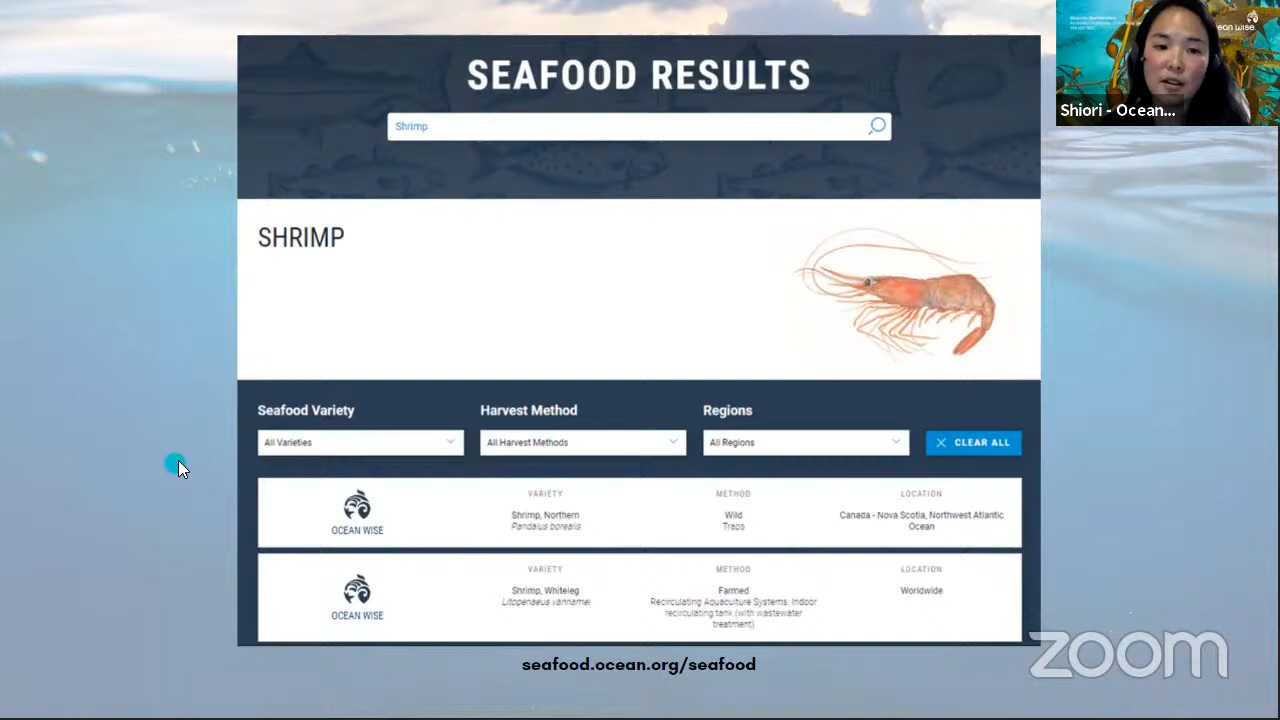 SEAFOOD RESULTS
Shrimp
SHRIMP
Seafood Variety
Harvest Method
Regions
All Varieties
All Harvest Methods
All Regions
CLEAR ALL
OCEAN WISE
VARIETY
Shrimp, Northern
Pandalus borealis
METHOD
Wild
Traps
LOCATION
Canada - Nova Scotia, Northwest Atlantic
Ocean
OCEAN WISE
VARIETY
Shrimp, Whiteleg
Litopenaeus vannamei
METHOD
Farmed
Recirculating Aquaculture Systems: Indoor
recirculating tank (with wastewater
treatment)
LOCATION
Worldwide
seafood.ocean.org/seafood
ean wise
Shiori - Ocean...
zoom